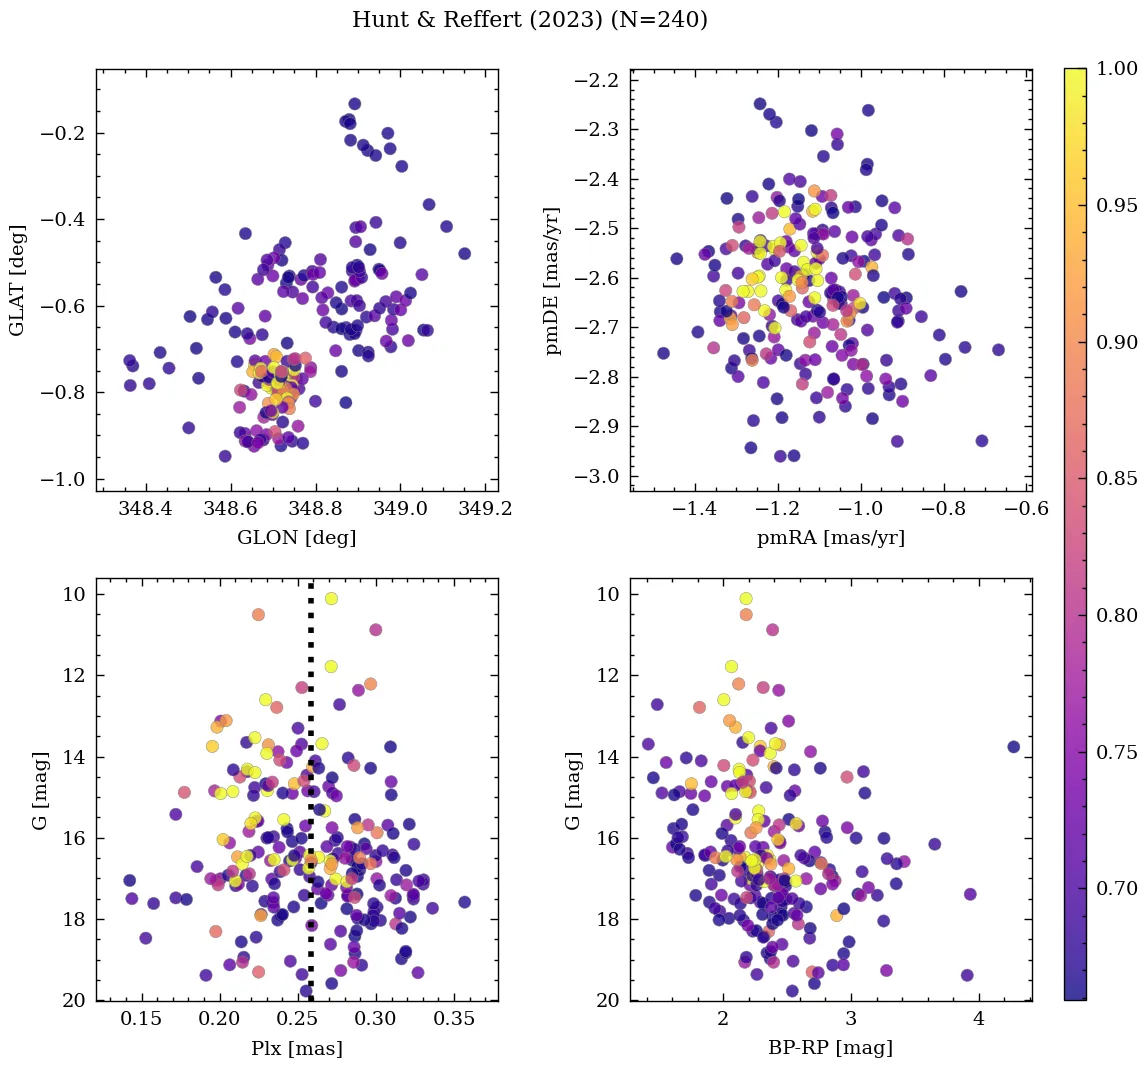 Hunt & Reffert (2023) (N=240)
−0.2
−0.4
−0.6
−0.8
−1.0
GLAT [deg]
348.4 348.6 348.8 349.0 349.2
GLON [deg]
−2.2
−2.3
−2.4
−2.5
−2.6
−2.7
−2.8
−2.9
−3.0
pmDE [mas/yr]
−1.4 −1.2 −1.0 −0.8 −0.6
pmRA [mas/yr]
10
12
14
16
18
20
G [mag]
0.15 0.20 0.25 0.30 0.35
Plx [mas]
10
12
14
16
18
20
G [mag]
2 3 4
BP-RP [mag]
1.00
0.95
0.90
0.85
0.80
0.75
0.70